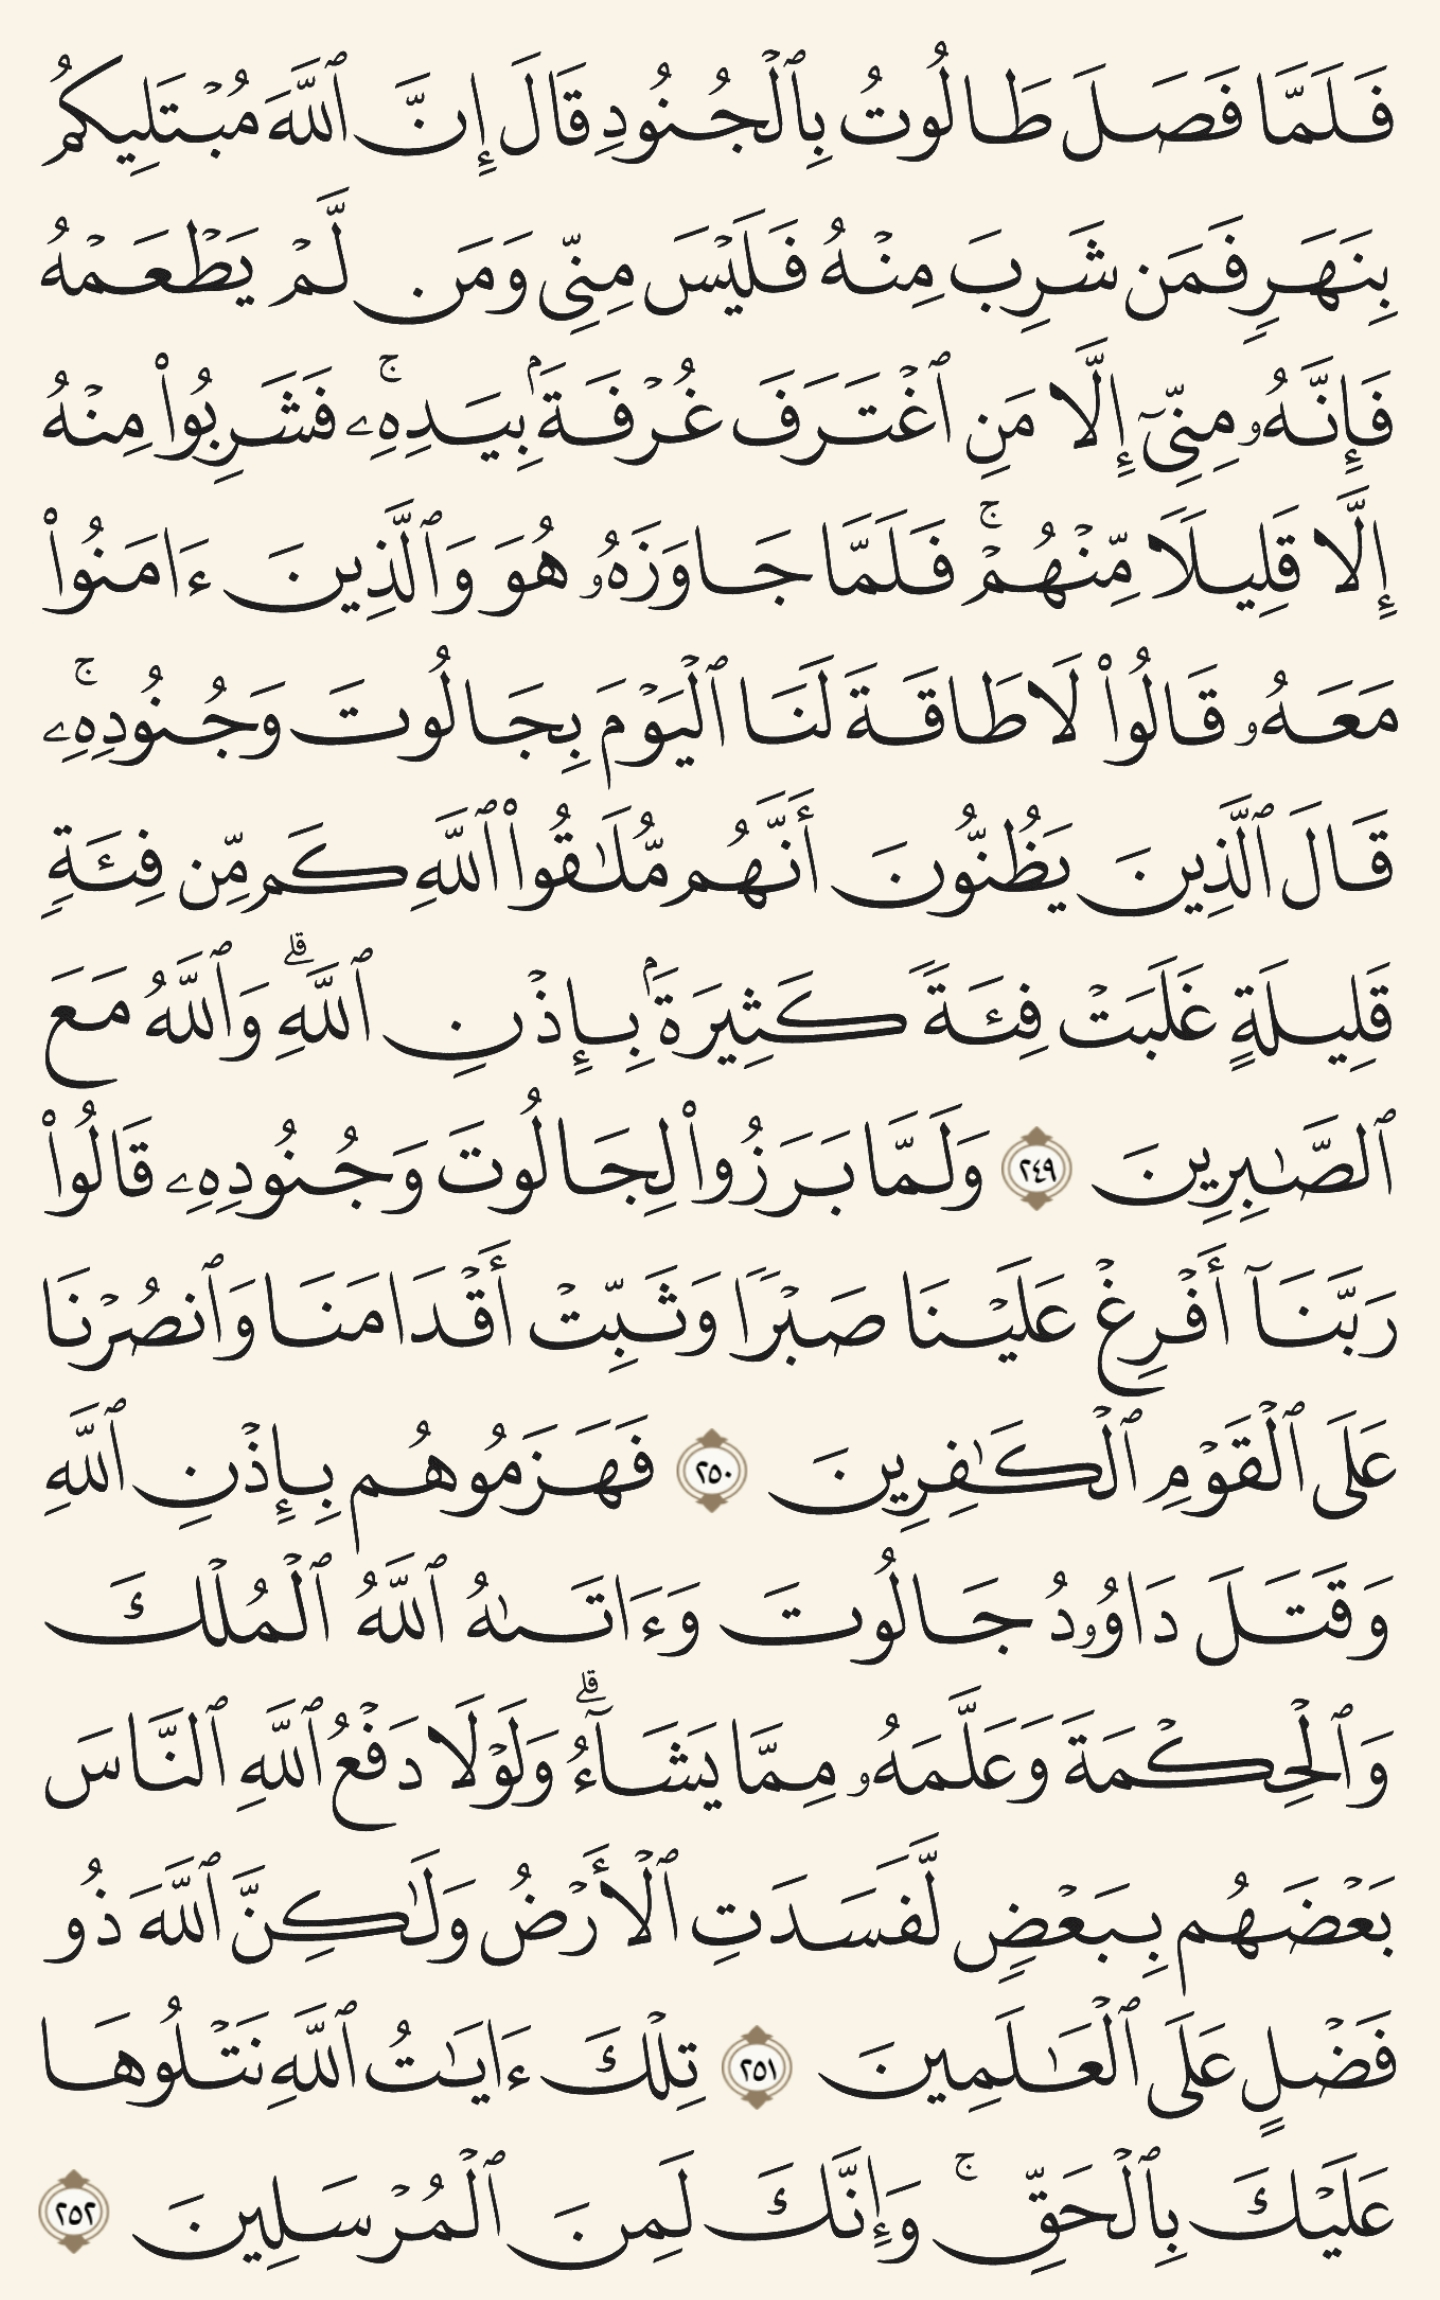 فَلَمَّا فَصَلَ طَالُوتُ بِٱلۡجُنُودِ قَالَ إِنَّ ٱللَّهَ مُبۡتَلِيكُم
بِنَهَرٖ فَمَن شَرِبَ مِنۡهُ فَلَيۡسَ مِنِّي وَمَن لَّمۡ يَطۡعَمۡهُ
فَإِنَّهُۥ مِنِّيٓ إِلَّا مَنِ ٱغۡتَرَفَ غُرۡفَةَۢ بِيَدِهِۦۚ فَشَرِبُواْ مِنۡهُ
إِلَّا قَلِيلٗا مِّنۡهُمۡۚ فَلَمَّا جَاوَزَهُۥ هُوَ وَٱلَّذِينَ ءَامَنُواْ
مَعَهُۥ قَالُواْ لَا طَاقَةَ لَنَا ٱلۡيَوۡمَ بِجَالُوتَ وَجُنُودِهِۦۚ
قَالَ ٱلَّذِينَ يَظُنُّونَ أَنَّهُم مُّلَٰقُواْ ٱللَّهِ كَم مِّن فِئَةٖ
قَلِيلَةٍ غَلَبَتۡ فِئَةٗ كَثِيرَةَۢ بِإِذۡنِ ٱللَّهِۗ وَٱللَّهُ مَعَ
ٱلصَّٰبِرِينَ ٢٤٩ وَلَمَّا بَرَزُواْ لِجَالُوتَ وَجُنُودِهِۦ قَالُواْ
رَبَّنَآ أَفۡرِغۡ عَلَيۡنَا صَبۡرٗا وَثَبِّتۡ أَقۡدَامَنَا وَٱنصُرۡنَا
عَلَى ٱلۡقَوۡمِ ٱلۡكَٰفِرِينَ ٢٥٠ فَهَزَمُوهُم بِإِذۡنِ ٱللَّهِ
وَقَتَلَ دَاوُۥدُ جَالُوتَ وَءَاتَىٰهُ ٱللَّهُ ٱلۡمُلۡكَ
وَٱلۡحِكۡمَةَ وَعَلَّمَهُۥ مِمَّا يَشَآءُۗ وَلَوۡلَا دَفۡعُ ٱللَّهِ ٱلنَّاسَ
بَعۡضَهُم بِبَعۡضٖ لَّفَسَدَتِ ٱلۡأَرۡضُ وَلَٰكِنَّ ٱللَّهَ ذُو
فَضۡلٍ عَلَى ٱلۡعَٰلَمِينَ ٢٥١ تِلۡكَ ءَايَٰتُ ٱللَّهِ نَتۡلُوهَا
عَلَيۡكَ بِٱلۡحَقِّۚ وَإِنَّكَ لَمِنَ ٱلۡمُرۡسَلِينَ ٢٥٢